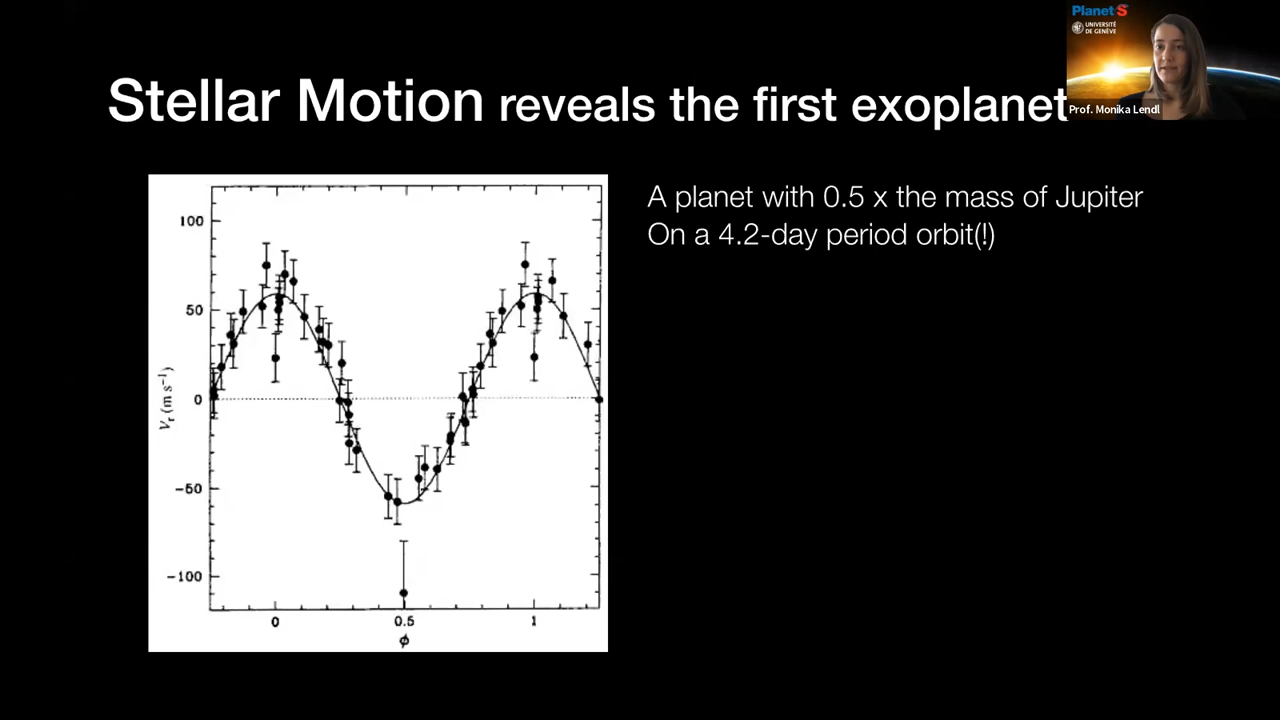 Planet S
UNIVERSITÉ
DE GENÈVE
Prof. Monika Lendl
Stellar Motion reveals the first exoplanet
A planet with 0.5 x the mass of Jupiter
On a 4.2-day period orbit(!)
100
50
0
-50
-100
Vr (m s⁻¹)
0 0.5 1
ϕ